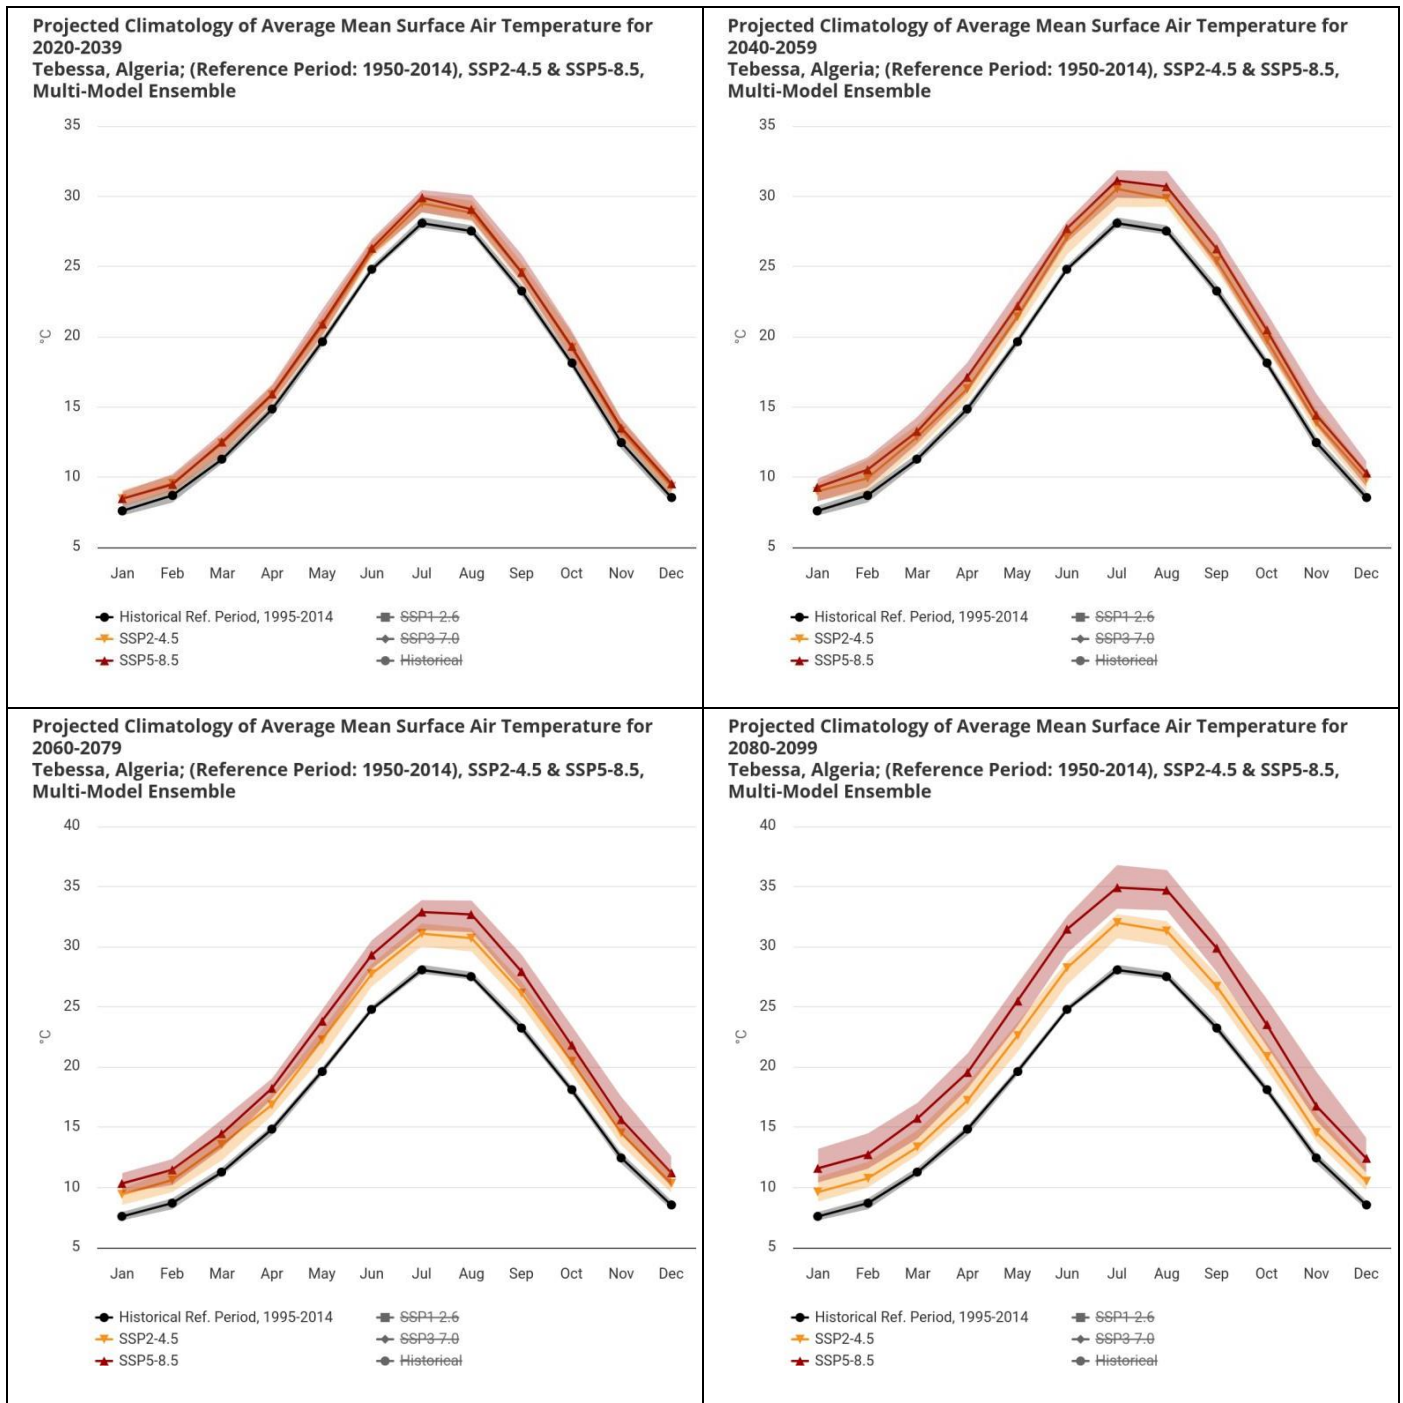 Projected Climatology of Average Mean Surface Air Temperature for
2020-2039
Tebessa, Algeria; (Reference Period: 1950-2014), SSP2-4.5 & SSP5-8.5,
Multi-Model Ensemble
35
30
25
20
15
10
5
°C
Jan Feb Mar Apr May Jun Jul Aug Sep Oct Nov Dec
Historical Ref. Period, 1995-2014 SSP1-2.6
SSP2-4.5 SSP3-7.0
SSP5-8.5 Historical
Projected Climatology of Average Mean Surface Air Temperature for
2040-2059
Tebessa, Algeria; (Reference Period: 1950-2014), SSP2-4.5 & SSP5-8.5,
Multi-Model Ensemble
35
30
25
20
15
10
5
°C
Jan Feb Mar Apr May Jun Jul Aug Sep Oct Nov Dec
Historical Ref. Period, 1995-2014 SSP1-2.6
SSP2-4.5 SSP3-7.0
SSP5-8.5 Historical
Projected Climatology of Average Mean Surface Air Temperature for
2060-2079
Tebessa, Algeria; (Reference Period: 1950-2014), SSP2-4.5 & SSP5-8.5,
Multi-Model Ensemble
40
35
30
25
20
15
10
5
°C
Jan Feb Mar Apr May Jun Jul Aug Sep Oct Nov Dec
Historical Ref. Period, 1995-2014 SSP1-2.6
SSP2-4.5 SSP3-7.0
SSP5-8.5 Historical
Projected Climatology of Average Mean Surface Air Temperature for
2080-2099
Tebessa, Algeria; (Reference Period: 1950-2014), SSP2-4.5 & SSP5-8.5,
Multi-Model Ensemble
40
35
30
25
20
15
10
5
°C
Jan Feb Mar Apr May Jun Jul Aug Sep Oct Nov Dec
Historical Ref. Period, 1995-2014 SSP1-2.6
SSP2-4.5 SSP3-7.0
SSP5-8.5 Historical